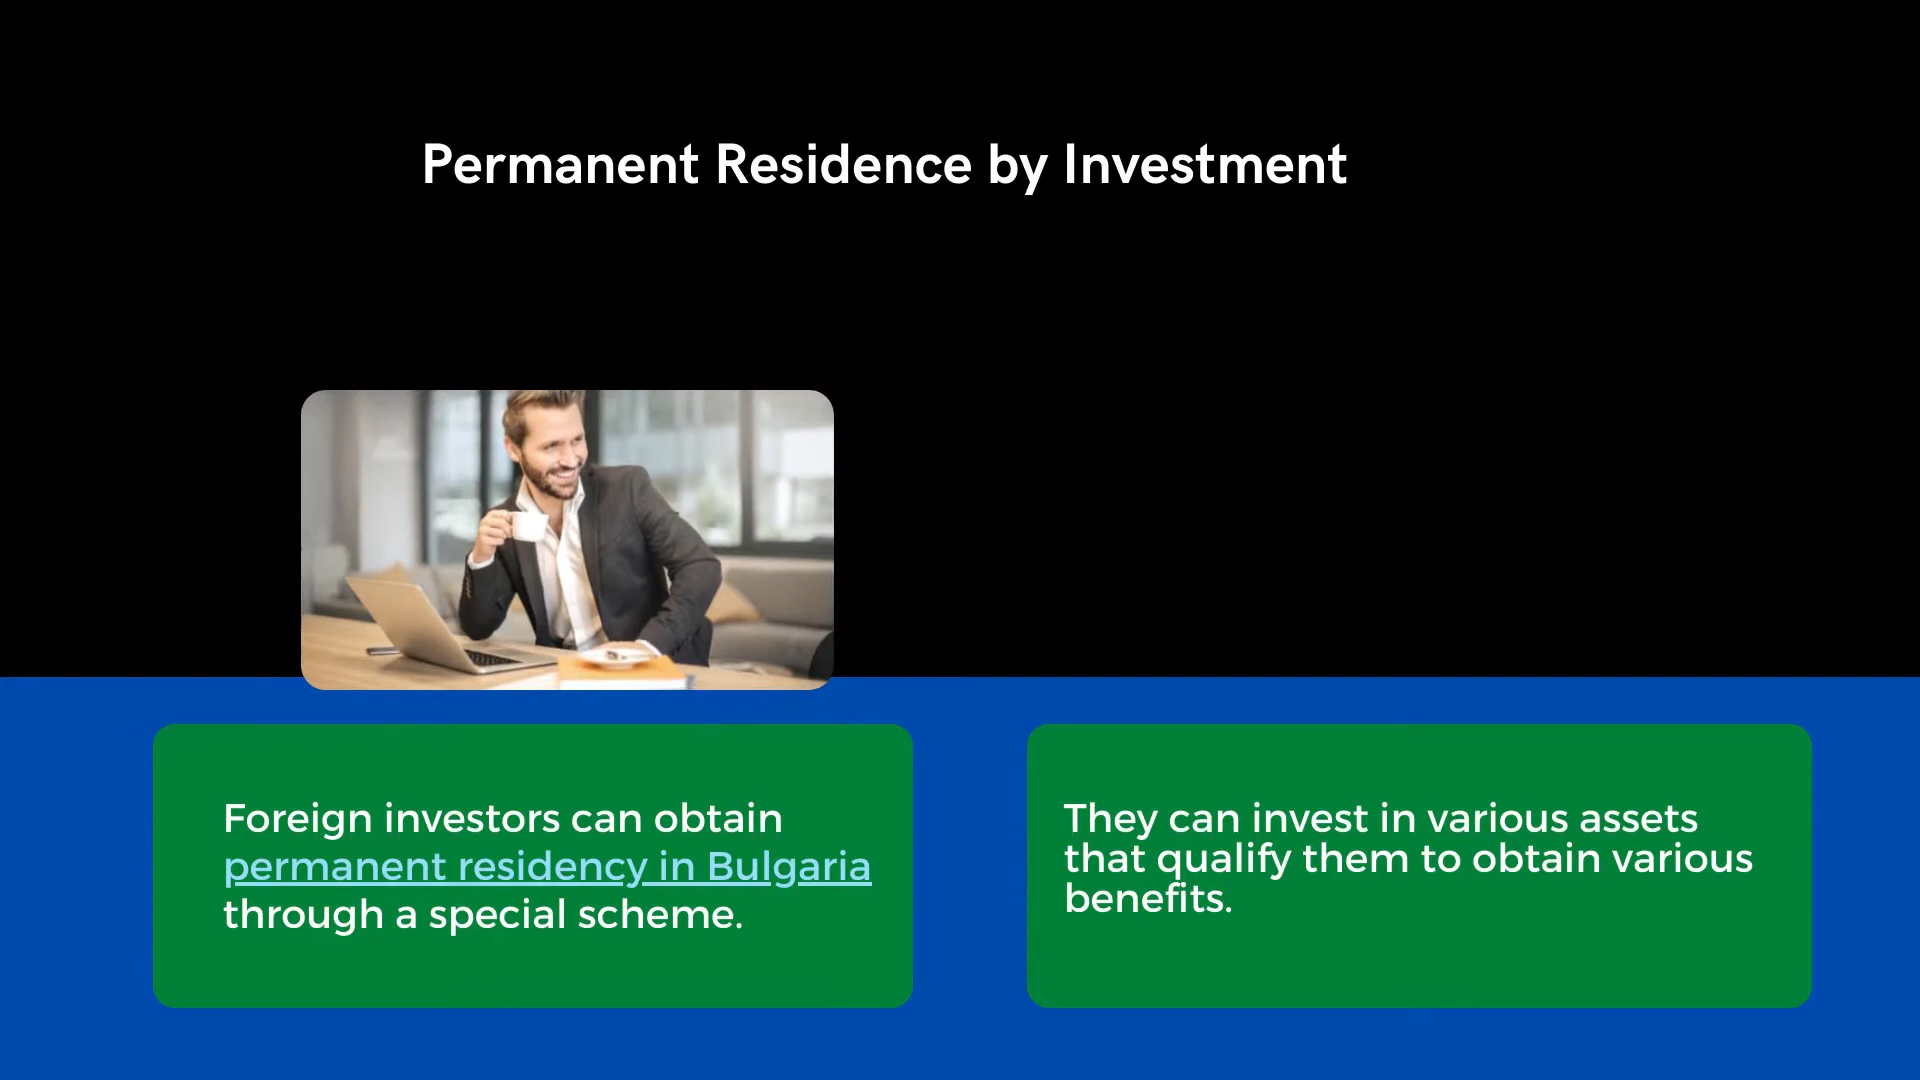 Permanent Residence by Investment
Foreign investors can obtain
permanent residency in Bulgaria
through a special scheme.
They can invest in various assets
that qualify them to obtain various
benefits.